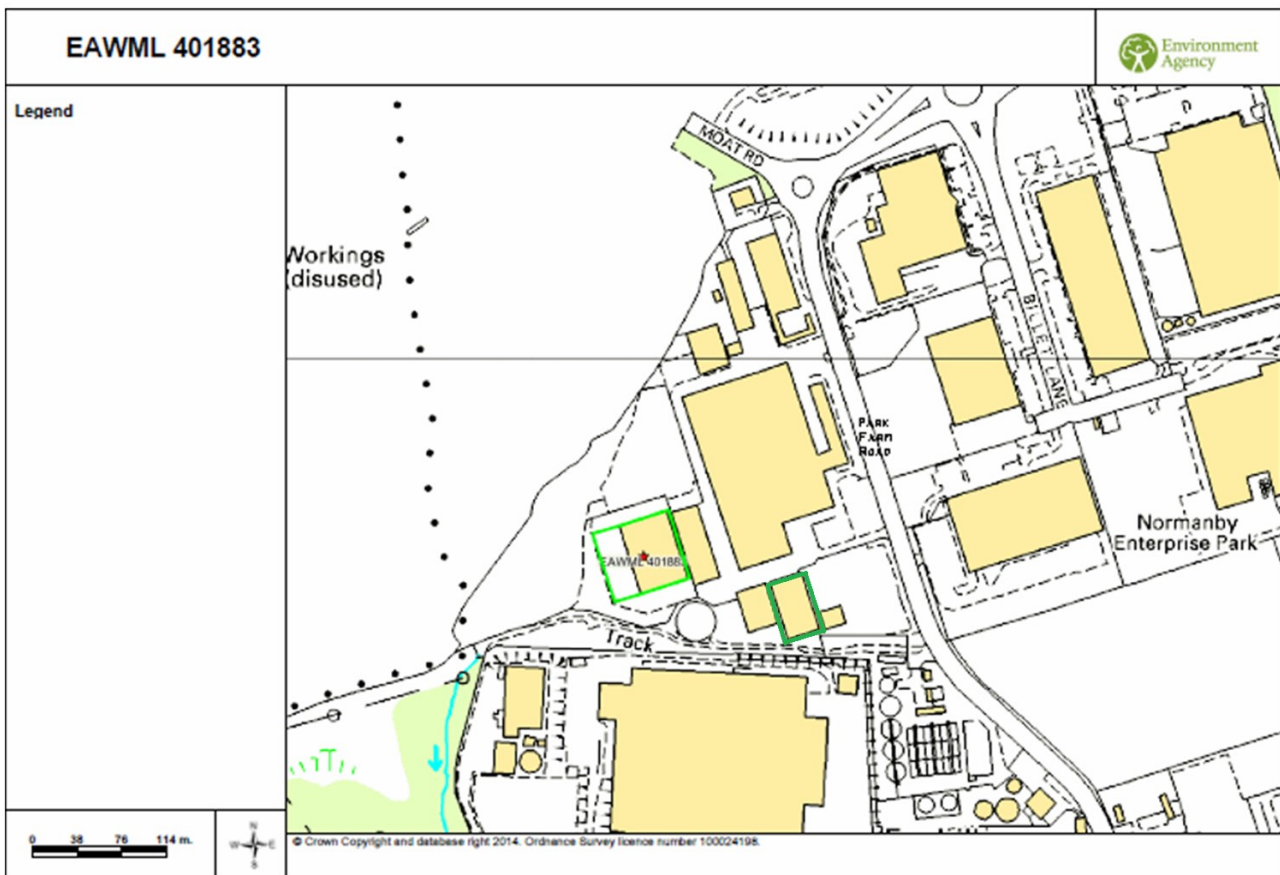 EAWML 401883
Environment
Agency
Legend
MOAT RD
Workings
(disused)
BILLET LANE
PARK
FARM
ROAD
Normanby
Enterprise Park
EAWML 401883
Track
0 38 76 114 m.
N
W E
S
© Crown Copyright and database right 2014. Ordnance Survey licence number 100024198.